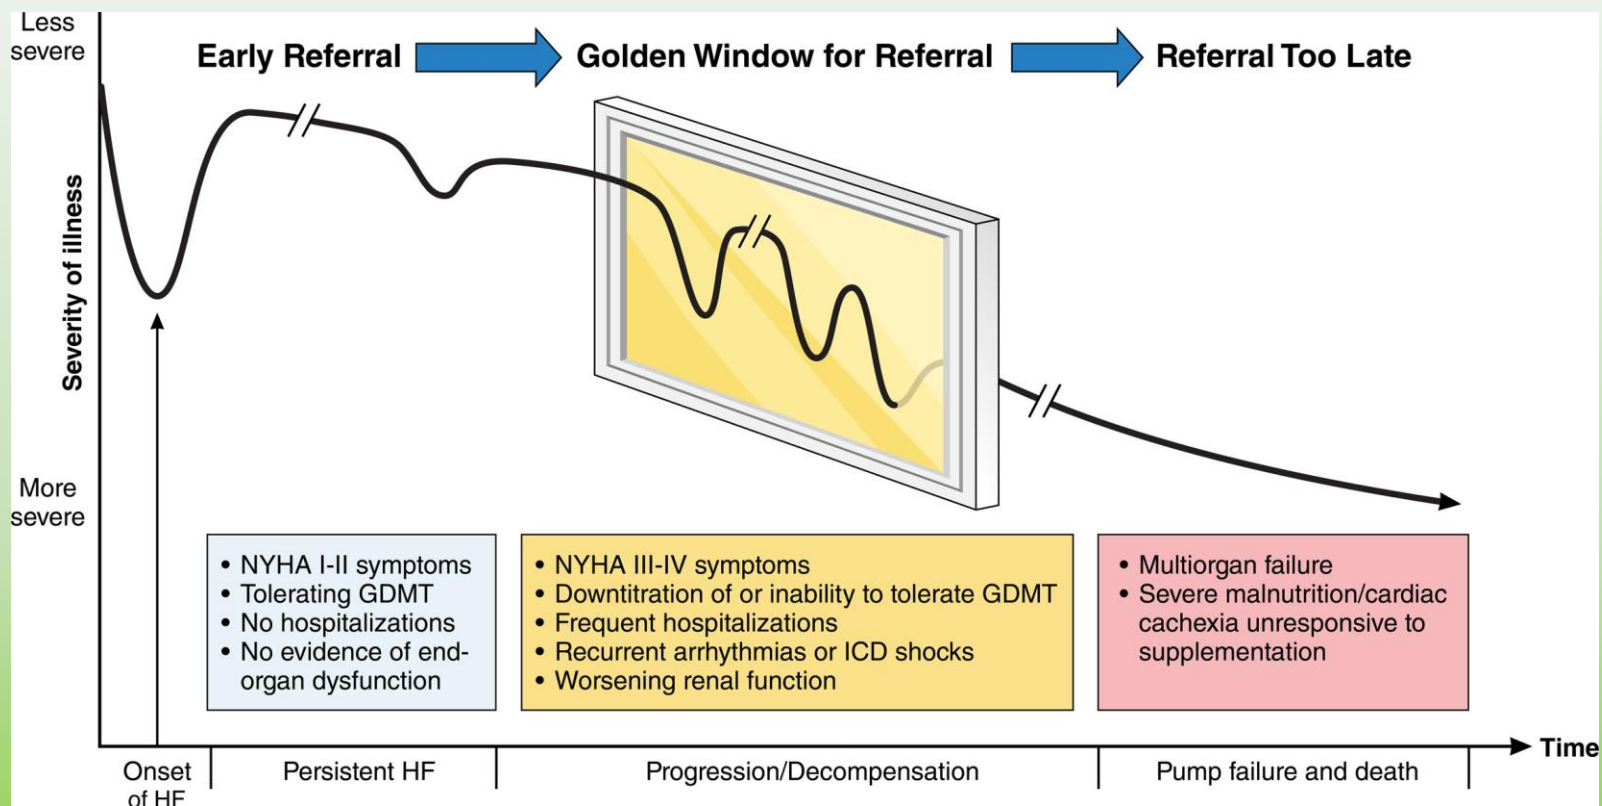 Less
severe
Early Referral
Golden Window for Referral
Referral Too Late
Severity of illness
More
severe
• NYHA I-II symptoms
• Tolerating GDMT
• No hospitalizations
• No evidence of end-
organ dysfunction
• NYHA III-IV symptoms
• Downtitration of or inability to tolerate GDMT
• Frequent hospitalizations
• Recurrent arrhythmias or ICD shocks
• Worsening renal function
• Multiorgan failure
• Severe malnutrition/cardiac
cachexia unresponsive to
supplementation
Time
Onset
of HF
Persistent HF
Progression/Decompensation
Pump failure and death